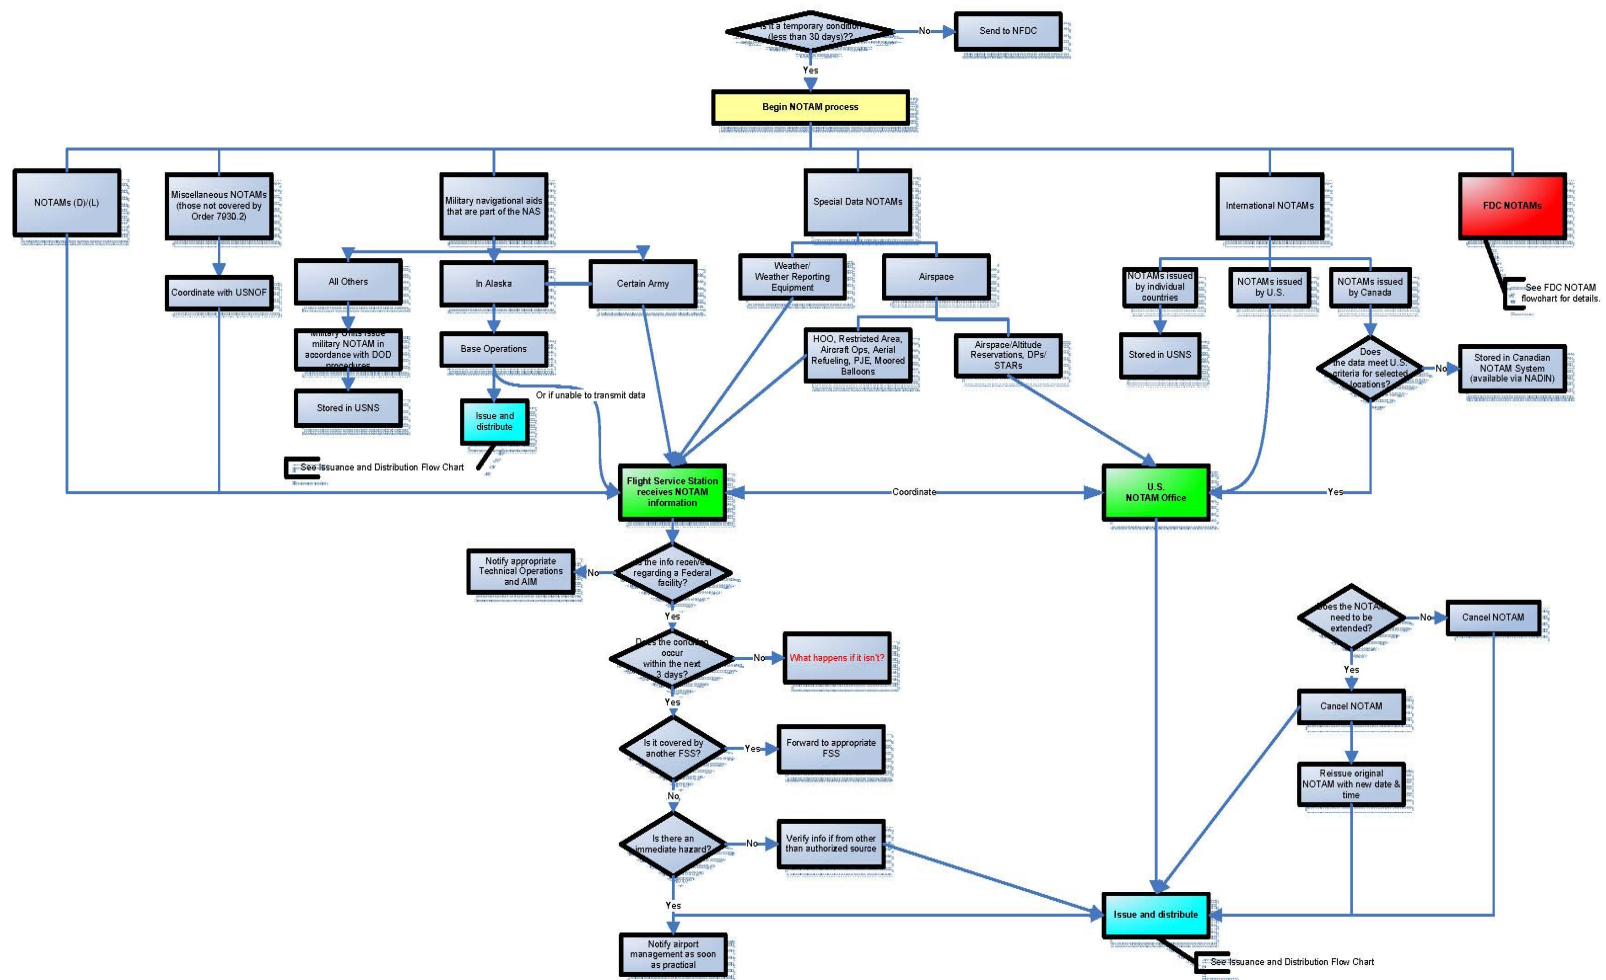 Is it a temporary condition
(less than 30 days)??
No
Send to NFDC
Yes
Begin NOTAM process
NOTAMs (D)/(L)
Miscellaneous NOTAMs
(those not covered by
Order 7930.2)
Military navigational aids
that are part of the NAS
Special Data NOTAMs
International NOTAMs
FDC NOTAMs
Coordinate with USNOF
All Others
In Alaska
Certain Army
Weather/
Weather Reporting
Equipment
Airspace
NOTAMs issued
by individual
countries
NOTAMs issued
by U.S.
NOTAMs issued
by Canada
See FDC NOTAM
flowchart for details.
Military Units issue
military NOTAM in
accordance with DOD
procedures
Base Operations
HOO, Restricted Area,
Aircraft Ops, Aerial
Refueling, PJE, Moored
Balloons
Airspace/Altitude
Reservations, DPs/
STARs
Stored in USNS
Does
the data meet U.S.
criteria for selected
locations?
No
Stored in Canadian
NOTAM System
(available via NADIN)
Stored in USNS
Or if unable to transmit data
Issue and
distribute
See Issuance and Distribution Flow Chart
Flight Service Station
receives NOTAM
information
Coordinate
U.S.
NOTAM Office
Yes
Notify appropriate
Technical Operations
and AIM
No
Is the info received
regarding a Federal
facility?
Yes
Does the NOTAM
need to be
extended?
No
Cancel NOTAM
Does the condition
occur
within the next
3 days?
No
What happens if it isn't?
Yes
Yes
Cancel NOTAM
Is it covered by
another FSS?
Yes
Forward to appropriate
FSS
No
Reissue original
NOTAM with new date &
time
Is there an
immediate hazard?
No
Verify info if from other
than authorized source
Yes
Issue and distribute
Notify airport
management as soon
as practical
See Issuance and Distribution Flow Chart